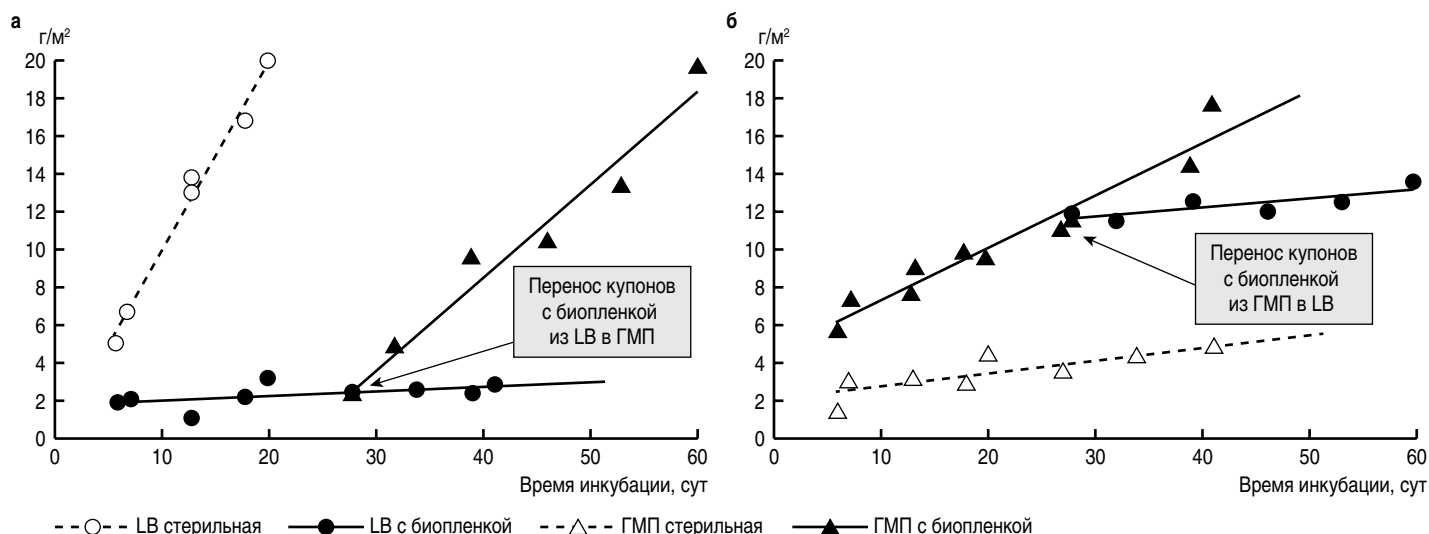 а
г/м²
20
18
16
14
12
10
8
6
4
2
0
0
10
20
30
40
50
60
Время инкубации, сут
Перенос купонов
с биопленкой
из LB в ГМП
б
г/м²
20
18
16
14
12
10
8
6
4
2
0
0
10
20
30
40
50
60
Время инкубации, сут
Перенос купонов
с биопленкой
из ГМП в LB
LB стерильная LB с биопленкой ГМП стерильная ГМП с биопленкой